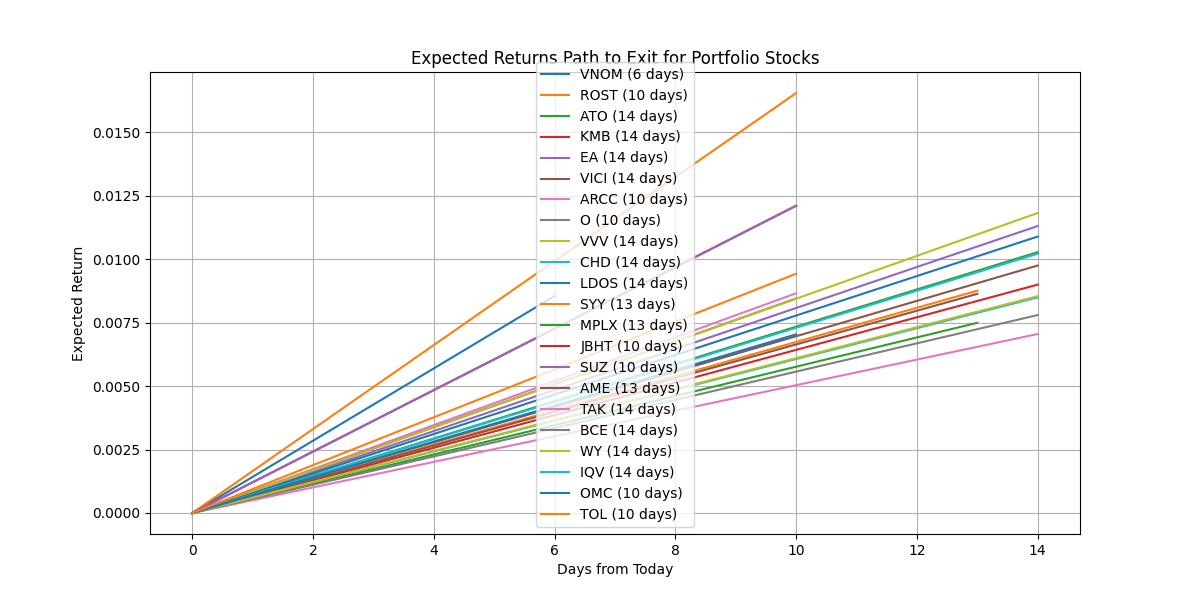 Expected Returns Path to Exit for Portfolio Stocks
VNOM (6 days)
ROST (10 days)
ATO (14 days)
KMB (14 days)
EA (14 days)
VICI (14 days)
ARCC (10 days)
O (10 days)
VVV (14 days)
CHD (14 days)
LDOS (14 days)
SYY (13 days)
MPLX (13 days)
JBHT (10 days)
SUZ (10 days)
AME (13 days)
TAK (14 days)
BCE (14 days)
WY (14 days)
IQV (14 days)
OMC (10 days)
TOL (10 days)
Expected Return
0.0150
0.0125
0.0100
0.0075
0.0050
0.0025
0.0000
0 2 4 6 8 10 12 14
Days from Today